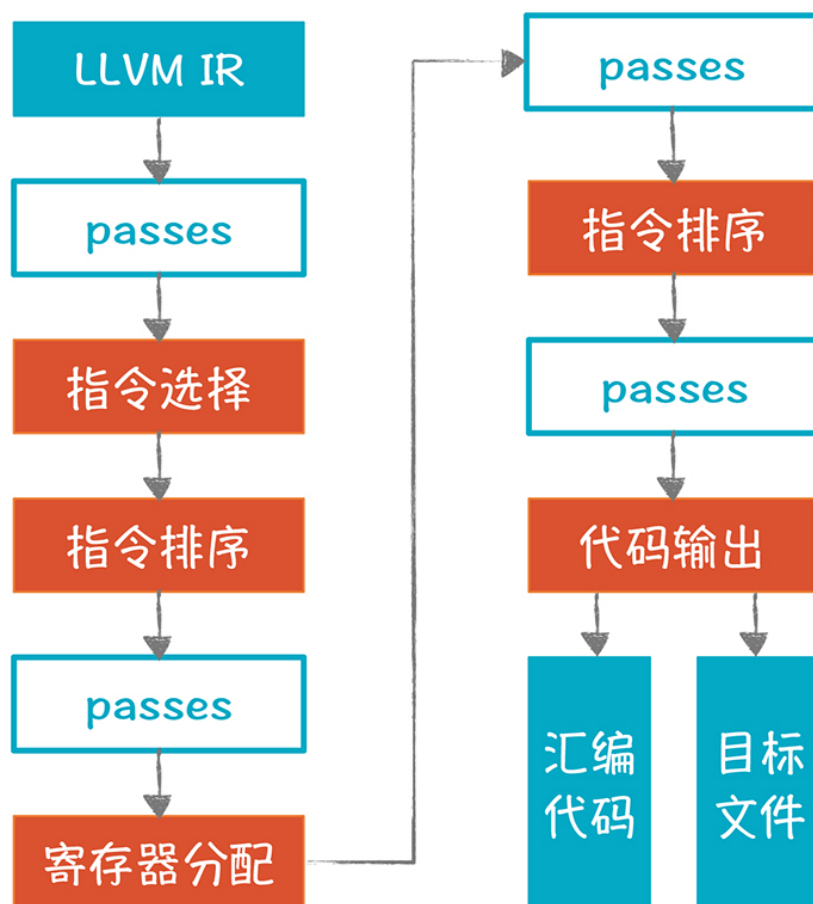 LLVM IR
passes
指令选择
指令排序
passes
寄存器分配
passes
指令排序
passes
代码输出
汇编
代码
目标
文件